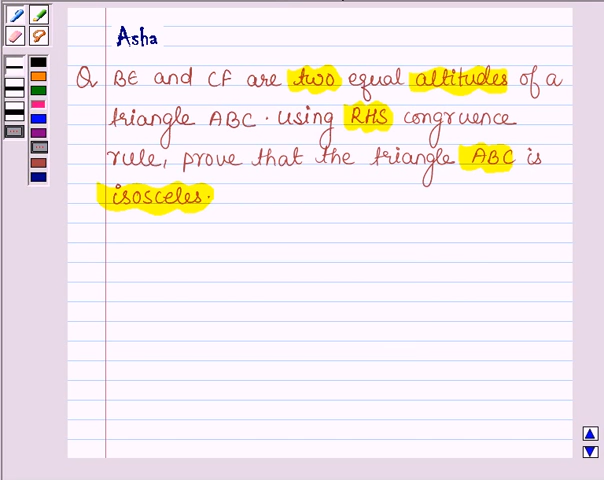 Asha
Q BE and CF are two equal altitudes of a
triangle ABC. using RHS congruence
rule, prove that the triangle ABC is
isosceles.